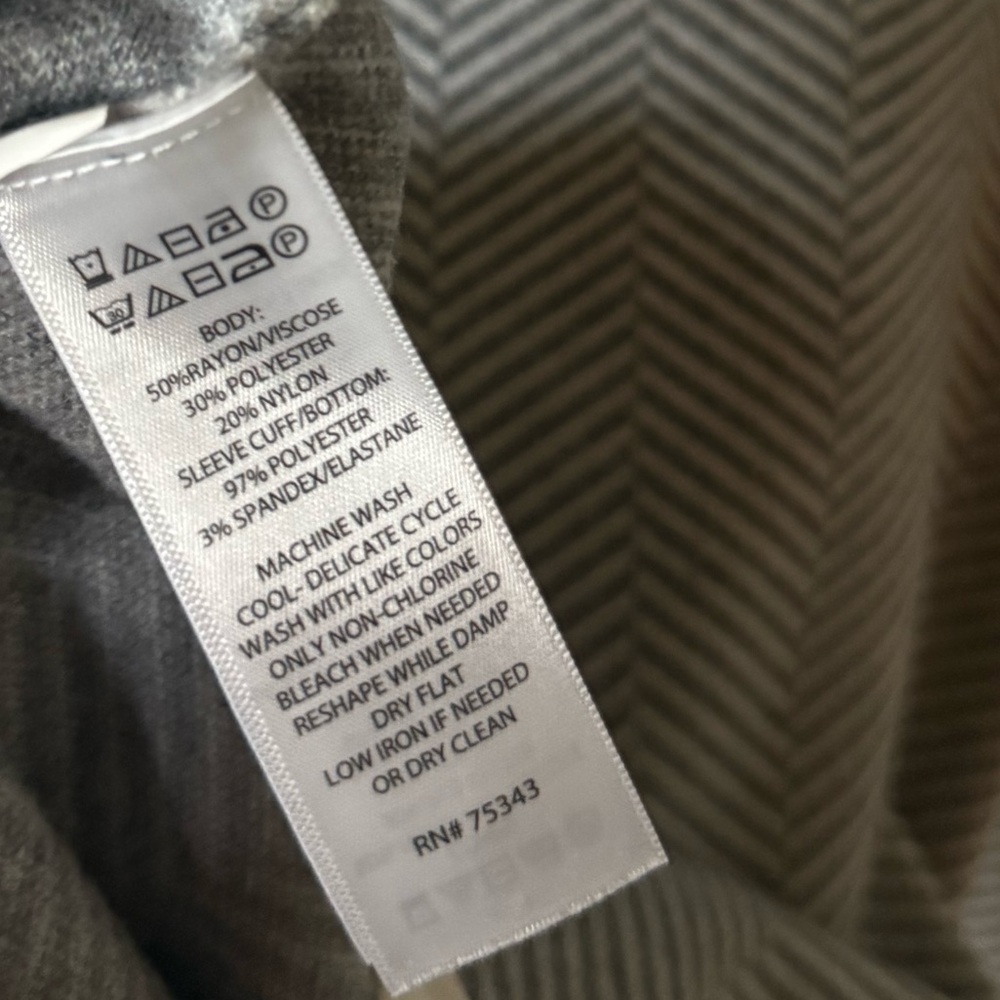 P
30 P
BODY:
50%RAYON/VISCOSE
30% POLYESTER
20% NYLON
SLEEVE CUFF/BOTTOM:
97% POLYESTER
3% SPANDEX/ELASTANE
MACHINE WASH
COOL- DELICATE CYCLE
WASH WITH LIKE COLORS
ONLY NON-CHLORINE
BLEACH WHEN NEEDED
RESHAPE WHILE DAMP
DRY FLAT
LOW IRON IF NEEDED
OR DRY CLEAN
RN# 75343